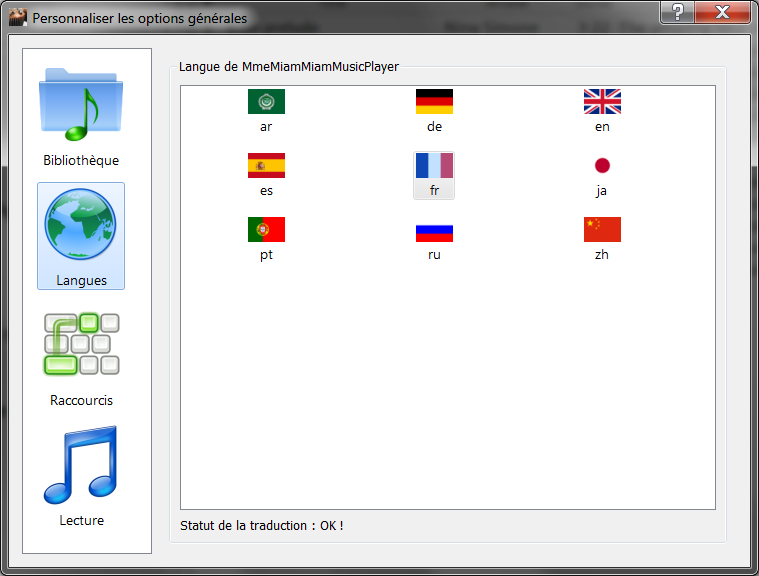 Personnaliser les options générales
Bibliothèque
Langues
Raccourcis
Lecture
Langue de MmeMiamMiamMusicPlayer
ar de en
es fr ja
pt ru zh
Statut de la traduction : OK !